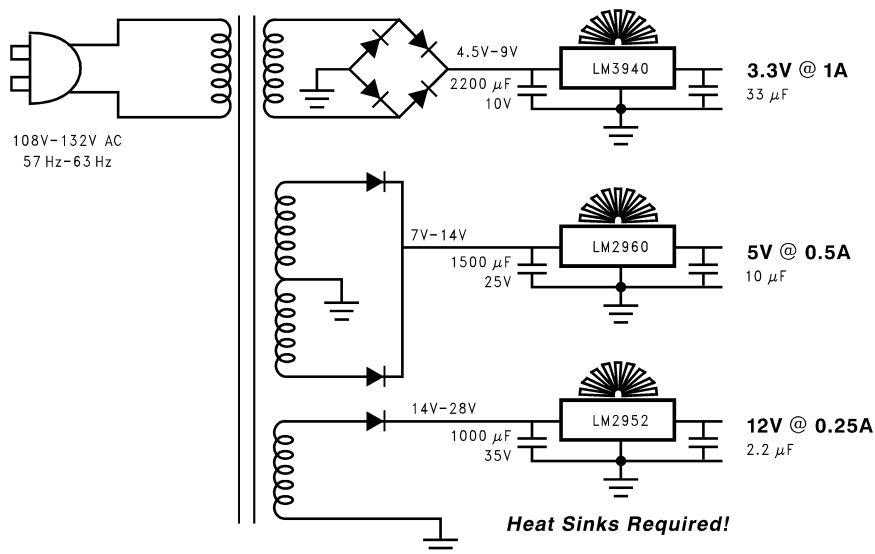 108V-132V AC
57 Hz-63 Hz
4.5V-9V
2200 µF
10V
LM3940
3.3V @ 1A
33 µF
7V-14V
1500 µF
25V
LM2960
5V @ 0.5A
10 µF
14V-28V
1000 µF
35V
LM2952
12V @ 0.25A
2.2 µF
Heat Sinks Required!